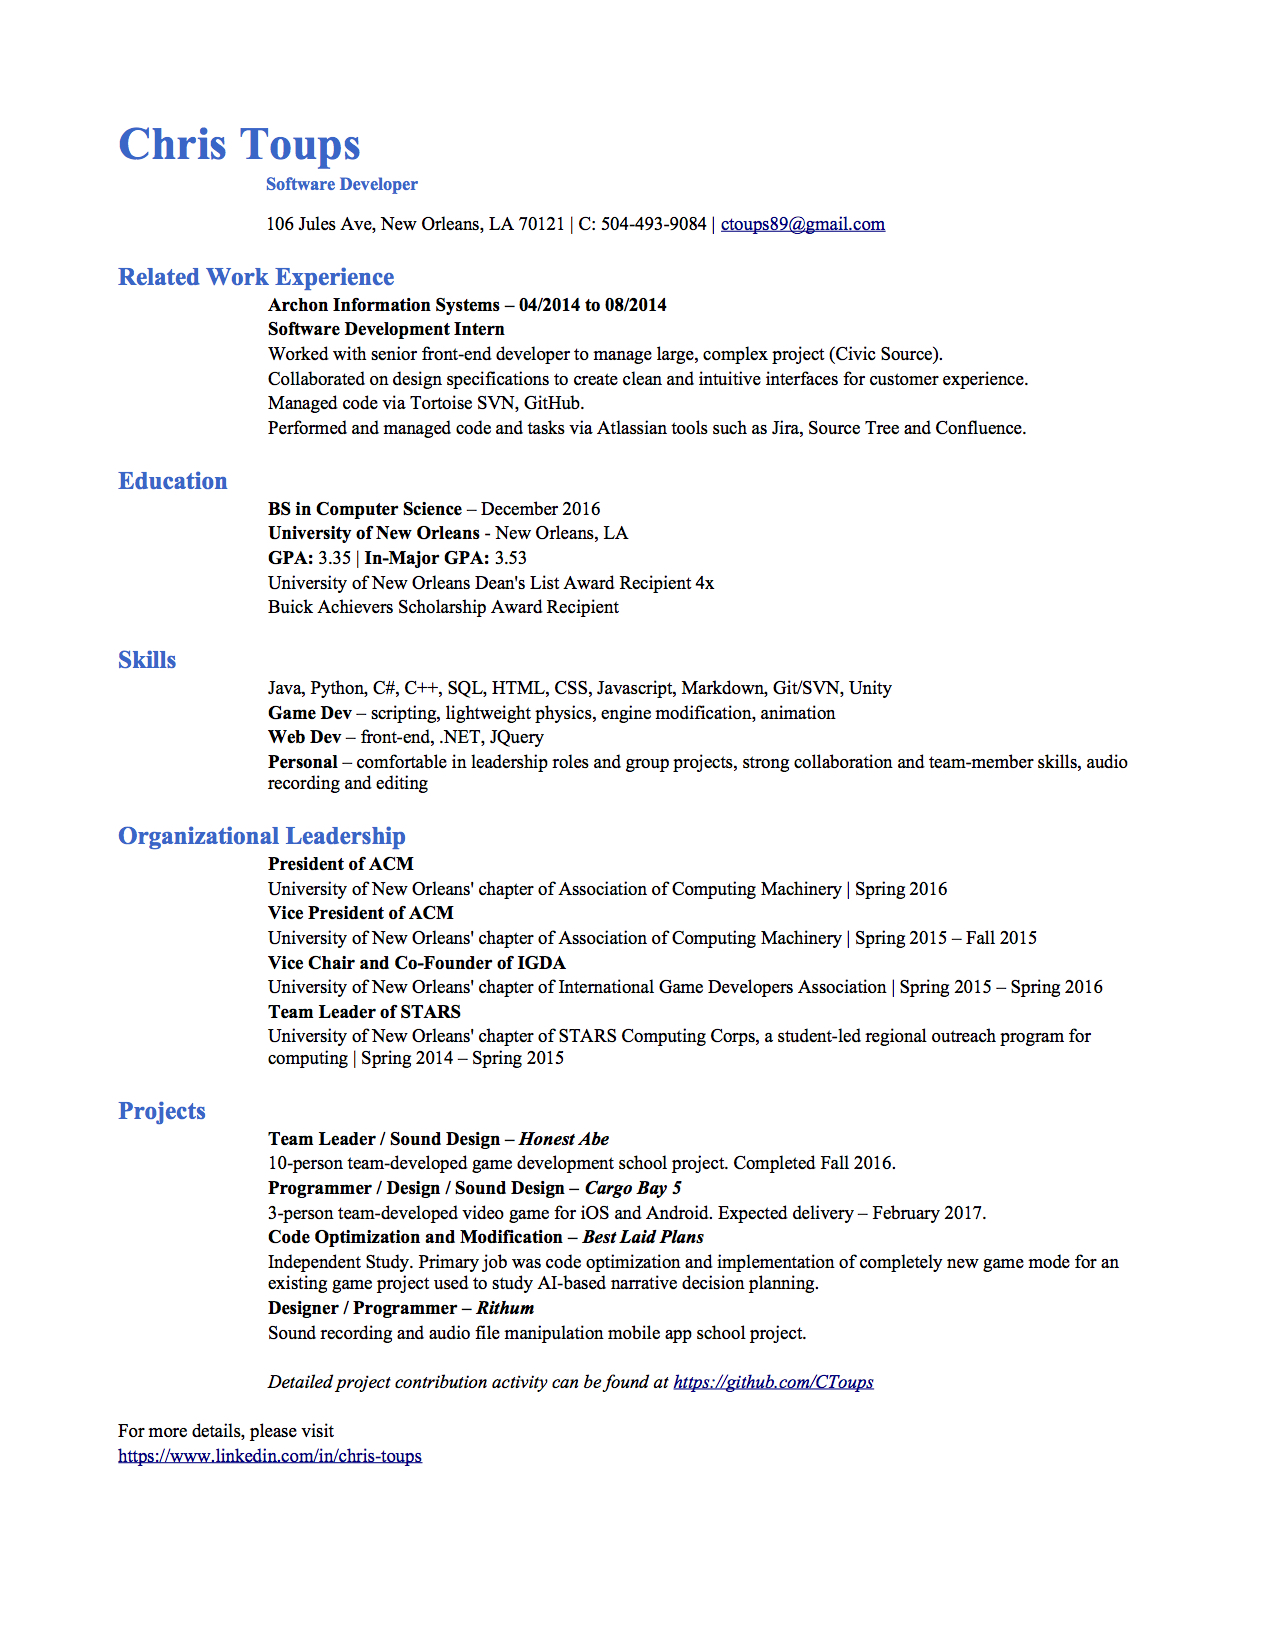 Chris Toups
Software Developer
106 Jules Ave, New Orleans, LA 70121 | C: 504-493-9084 | ctoups89@gmail.com
Related Work Experience
Archon Information Systems – 04/2014 to 08/2014
Software Development Intern
Worked with senior front-end developer to manage large, complex project (Civic Source).
Collaborated on design specifications to create clean and intuitive interfaces for customer experience.
Managed code via Tortoise SVN, GitHub.
Performed and managed code and tasks via Atlassian tools such as Jira, Source Tree and Confluence.
Education
BS in Computer Science – December 2016
University of New Orleans - New Orleans, LA
GPA: 3.35 | In-Major GPA: 3.53
University of New Orleans Dean's List Award Recipient 4x
Buick Achievers Scholarship Award Recipient
Skills
Java, Python, C#, C++, SQL, HTML, CSS, Javascript, Markdown, Git/SVN, Unity
Game Dev – scripting, lightweight physics, engine modification, animation
Web Dev – front-end, .NET, JQuery
Personal – comfortable in leadership roles and group projects, strong collaboration and team-member skills, audio
recording and editing
Organizational Leadership
President of ACM
University of New Orleans' chapter of Association of Computing Machinery | Spring 2016
Vice President of ACM
University of New Orleans' chapter of Association of Computing Machinery | Spring 2015 – Fall 2015
Vice Chair and Co-Founder of IGDA
University of New Orleans' chapter of International Game Developers Association | Spring 2015 – Spring 2016
Team Leader of STARS
University of New Orleans' chapter of STARS Computing Corps, a student-led regional outreach program for
computing | Spring 2014 – Spring 2015
Projects
Team Leader / Sound Design – Honest Abe
10-person team-developed game development school project. Completed Fall 2016.
Programmer / Design / Sound Design – Cargo Bay 5
3-person team-developed video game for iOS and Android. Expected delivery – February 2017.
Code Optimization and Modification – Best Laid Plans
Independent Study. Primary job was code optimization and implementation of completely new game mode for an
existing game project used to study AI-based narrative decision planning.
Designer / Programmer – Rithum
Sound recording and audio file manipulation mobile app school project.
Detailed project contribution activity can be found at https://github.com/CToups
For more details, please visit
https://www.linkedin.com/in/chris-toups